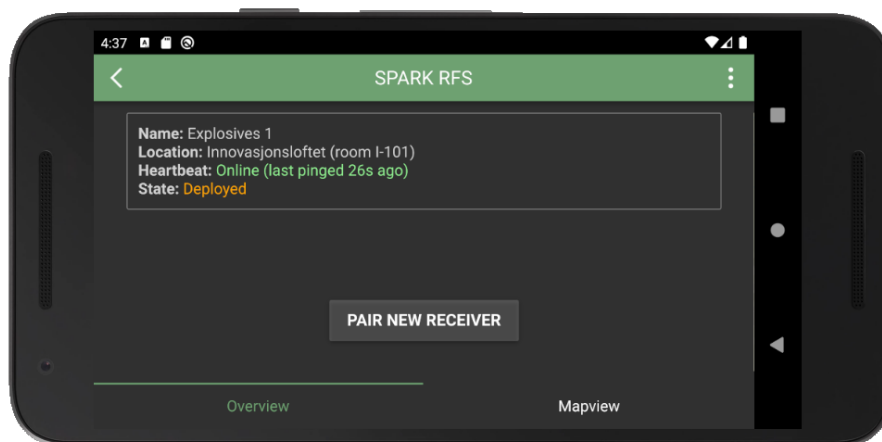 4:37
SPARK RFS
Name: Explosives 1
Location: Innovasjonsloftet (room I-101)
Heartbeat: Online (last pinged 26s ago)
State: Deployed
PAIR NEW RECEIVER
Overview
Mapview